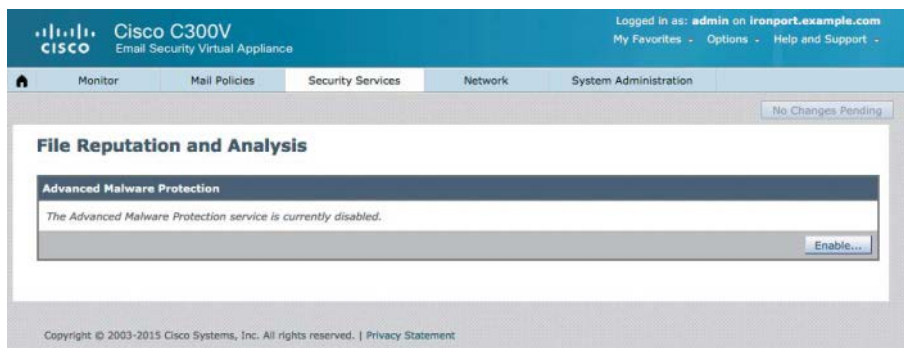 CISCO
Cisco C300V
Email Security Virtual Appliance
Logged in as: admin on ironport.example.com
My Favorites Options Help and Support
Monitor Mail Policies Security Services Network System Administration
No Changes Pending
File Reputation and Analysis
Advanced Malware Protection
The Advanced Malware Protection service is currently disabled.
Enable...
Copyright © 2003-2015 Cisco Systems, Inc. All rights reserved. | Privacy Statement